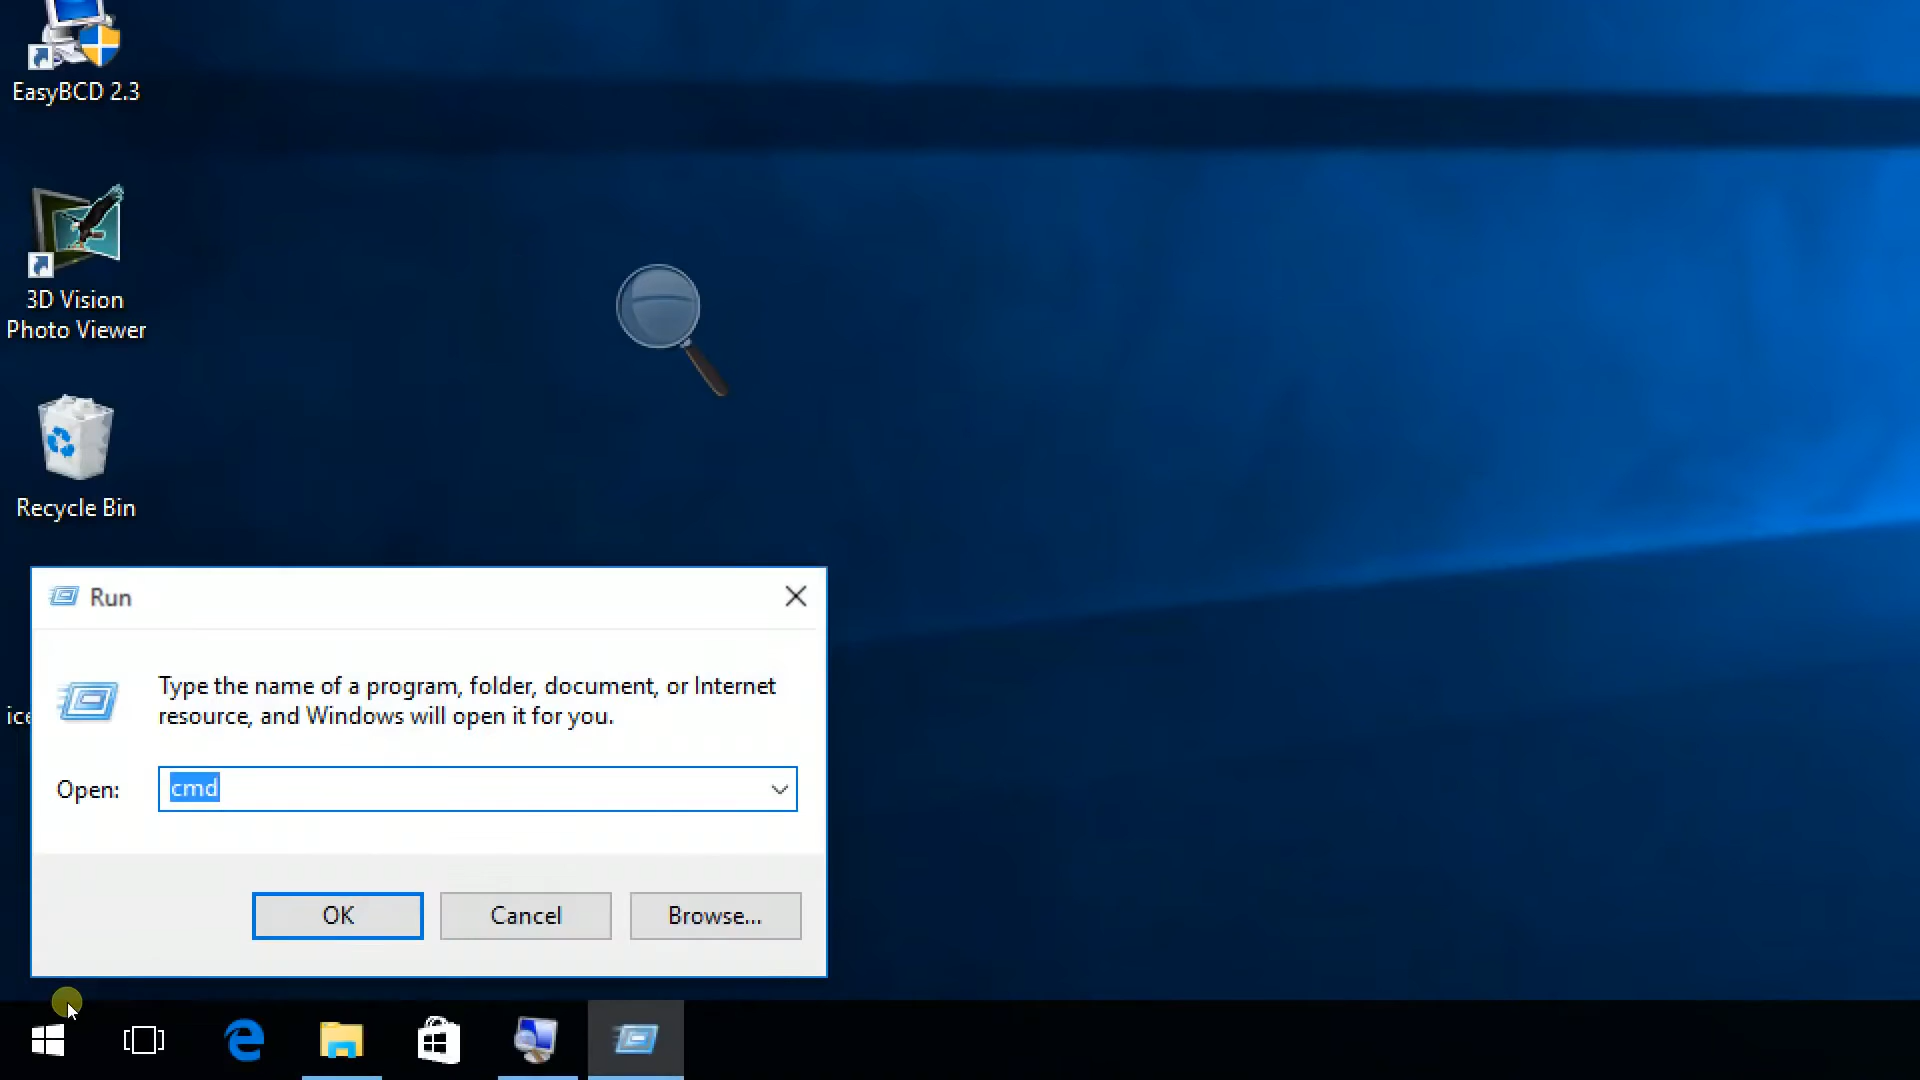 EasyBCD 2.3
3D Vision
Photo Viewer
Recycle Bin
Run
Type the name of a program, folder, document, or Internet
resource, and Windows will open it for you.
ice
Open:
cmd
OK
Cancel
Browse...